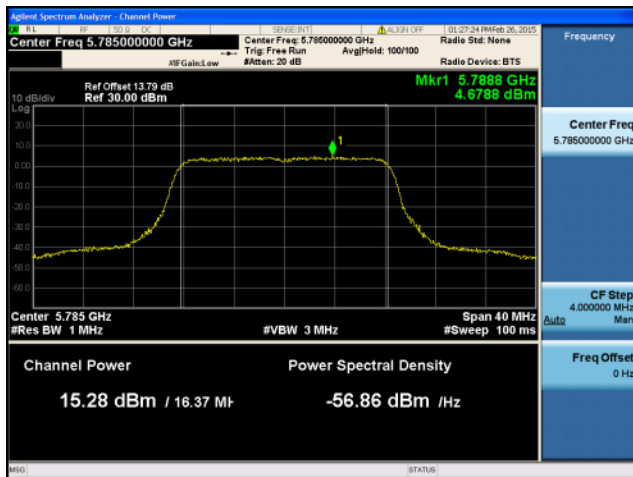 Agilent Spectrum Analyzer - Channel Power
RL RF 50 Ω DC SENSE:INT ALIGN OFF 01:27:24 PMFeb 26, 2015
Center Freq 5.785000000 GHz
Center Freq: 5.785000000 GHz
Radio Std: None
Trig: Free Run Avg|Hold: 100/100
#IFGain:Low #Atten: 20 dB Radio Device: BTS
Frequency
Mkr1 5.7888 GHz
4.6788 dBm
Ref Offset 13.79 dB
10 dB/div Ref 30.00 dBm
Log
20.0
10.0
0.00
-10.0
-20.0
-30.0
-40.0
-50.0
-60.0
1
Center 5.785 GHz Span 40 MHz
#Res BW 1 MHz #VBW 3 MHz #Sweep 100 ms
Channel Power Power Spectral Density
15.28 dBm / 16.37 MH -56.86 dBm /Hz
Center Freq
5.785000000 GHz
CF Step
4.000000 MHz
Auto Man
Freq Offset
0 Hz
MSG STATUS